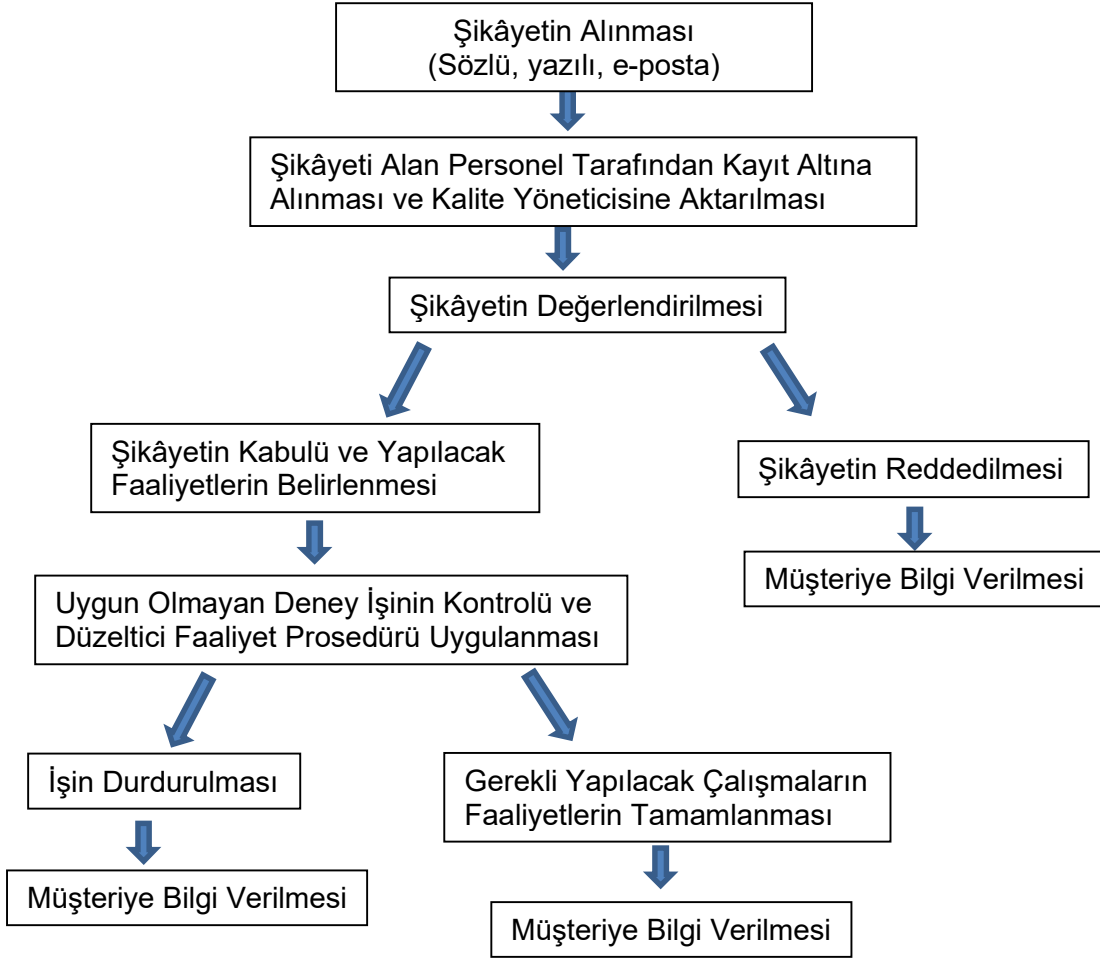 Şikâyetin Alınması
(Sözlü, yazılı, e-posta)
Şikâyeti Alan Personel Tarafından Kayıt Altına
Alınması ve Kalite Yöneticisine Aktarılması
Şikâyetin Değerlendirilmesi
Şikâyetin Kabulü ve Yapılacak
Faaliyetlerin Belirlenmesi
Şikâyetin Reddedilmesi
Müşteriye Bilgi Verilmesi
Uygun Olmayan Deney İşinin Kontrolü ve
Düzeltici Faaliyet Prosedürü Uygulanması
İşin Durdurulması
Gerekli Yapılacak Çalışmaların
Faaliyetlerin Tamamlanması
Müşteriye Bilgi Verilmesi
Müşteriye Bilgi Verilmesi